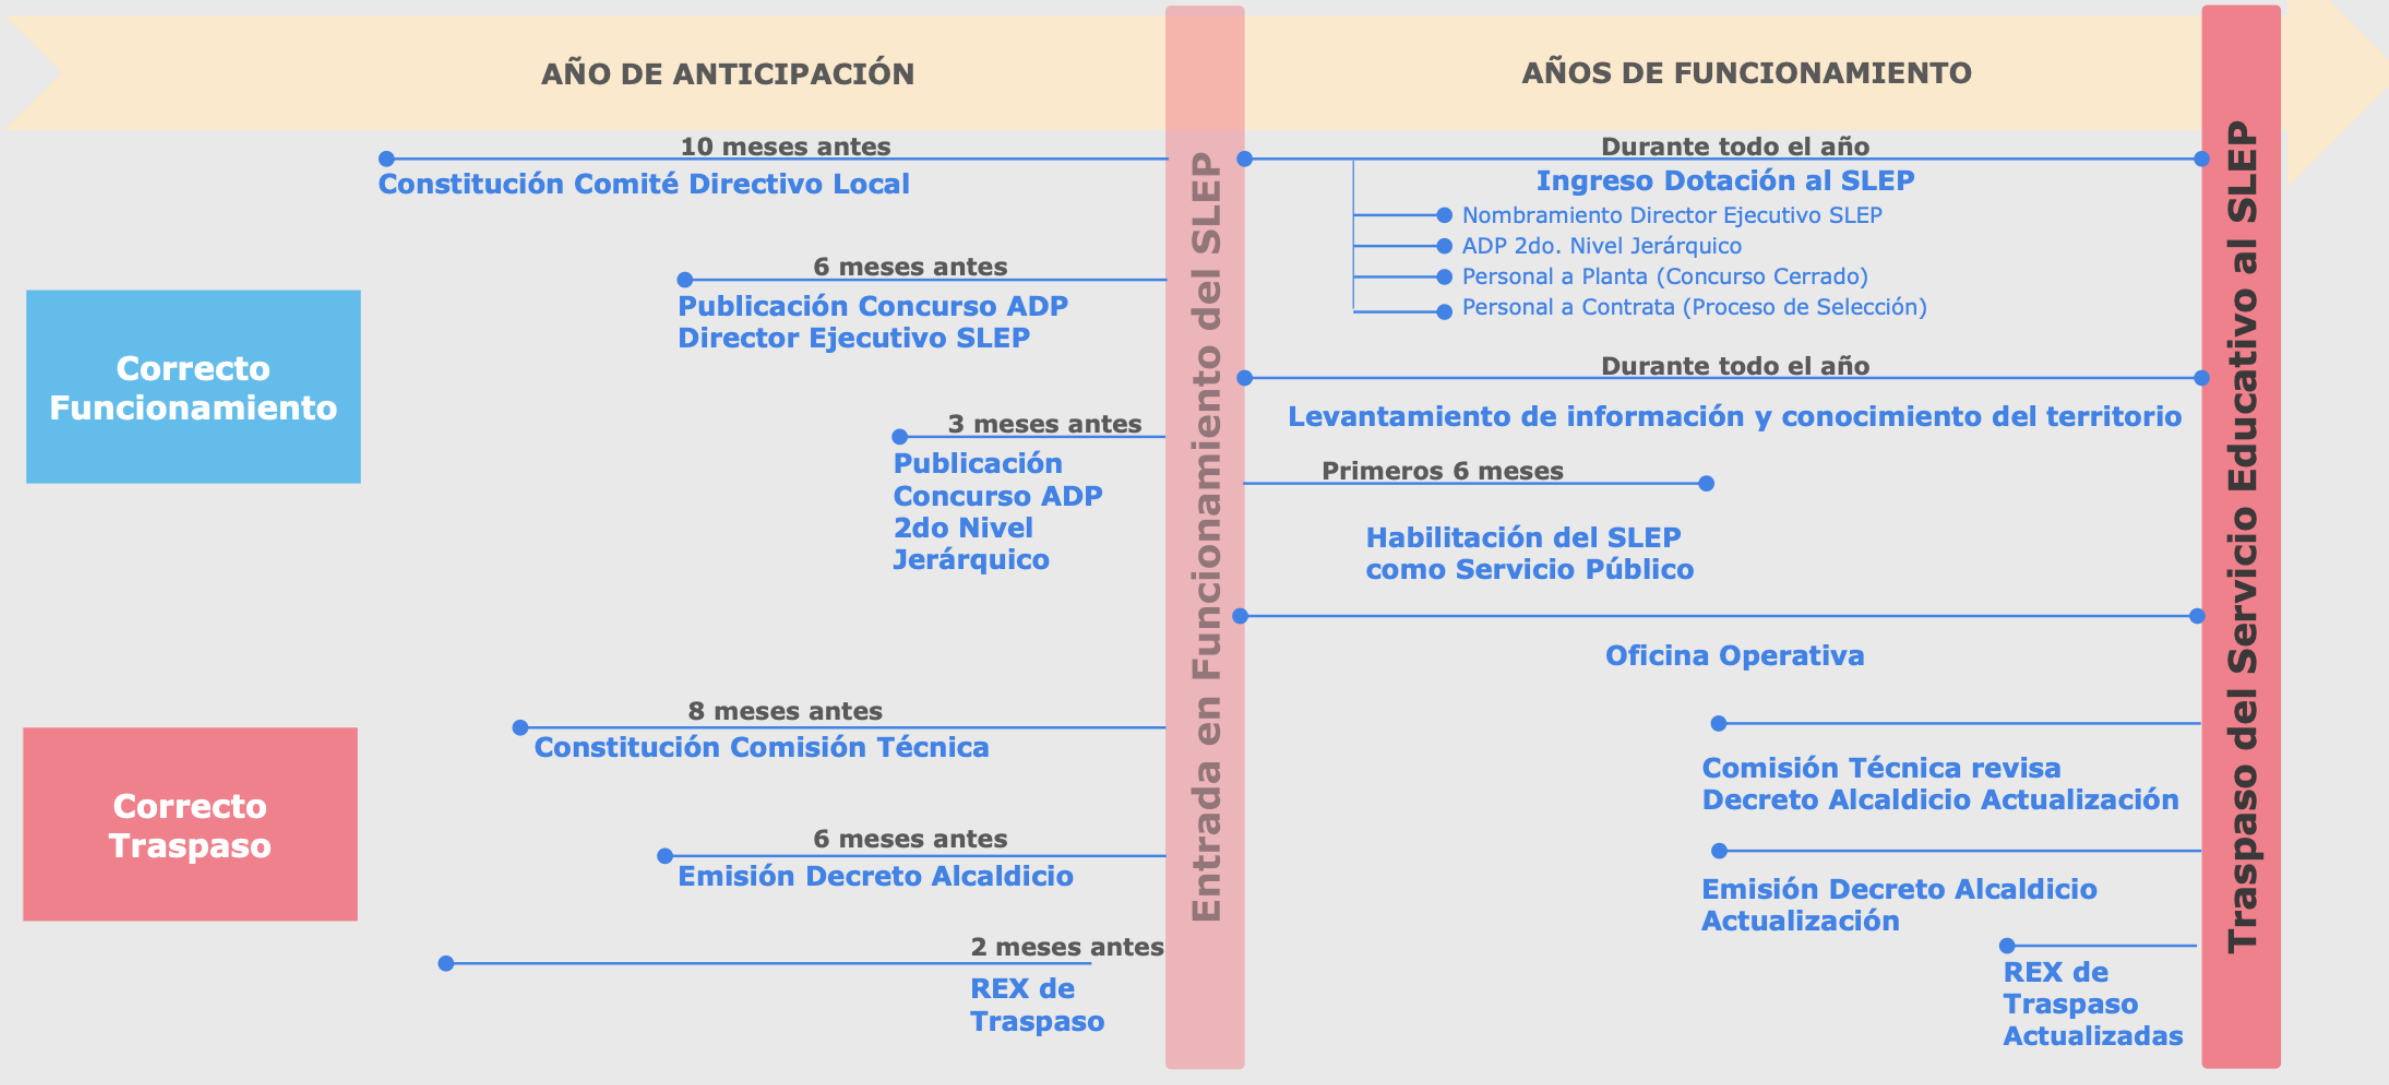 AÑO DE ANTICIPACIÓN
AÑOS DE FUNCIONAMIENTO
Correcto
Funcionamiento
10 meses antes
Constitución Comité Directivo Local
6 meses antes
Publicación Concurso ADP
Director Ejecutivo SLEP
3 meses antes
Publicación
Concurso ADP
2do Nivel
Jerárquico
Correcto
Traspaso
8 meses antes
Constitución Comisión Técnica
6 meses antes
Emisión Decreto Alcaldicio
2 meses antes
REX de
Traspaso
Entrada en Funcionamiento del SLEP
Durante todo el año
Ingreso Dotación al SLEP
Nombramiento Director Ejecutivo SLEP
ADP 2do. Nivel Jerárquico
Personal a Planta (Concurso Cerrado)
Personal a Contrata (Proceso de Selección)
Durante todo el año
Levantamiento de información y conocimiento del territorio
Primeros 6 meses
Habilitación del SLEP
como Servicio Público
Oficina Operativa
Comisión Técnica revisa
Decreto Alcaldicio Actualización
Emisión Decreto Alcaldicio
Actualización
REX de
Traspaso
Actualizadas
Traspaso del Servicio Educativo al SLEP